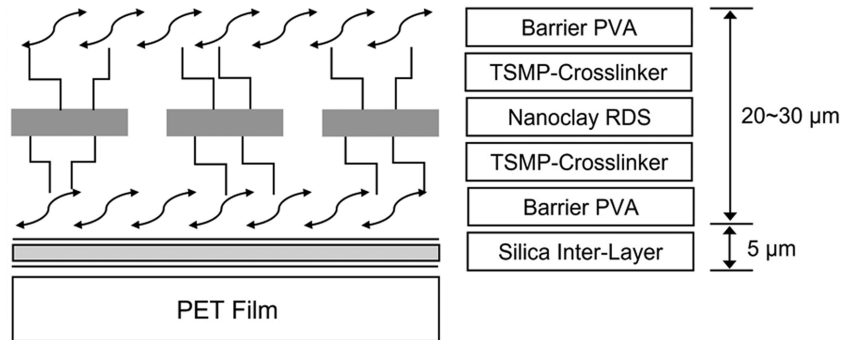 Barrier PVA
TSMP-Crosslinker
Nanoclay RDS
TSMP-Crosslinker
Barrier PVA
Silica Inter-Layer
20~30 μm
5 μm
PET Film